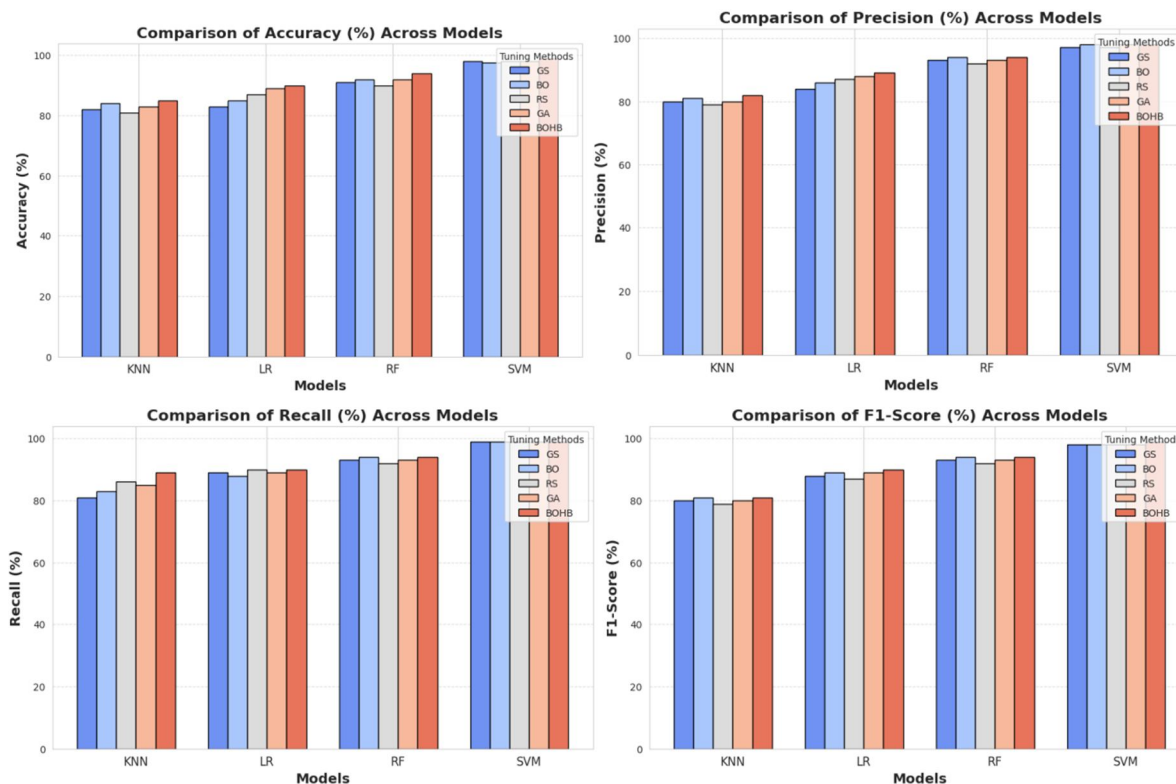 Comparison of Accuracy (%) Across Models
Tuning Methods
GS
BO
RS
GA
BOHB
100
80
60
40
20
0
Accuracy (%)
KNN LR RF SVM
Models
Comparison of Precision (%) Across Models
Tuning Methods
GS
BO
RS
GA
BOHB
100
80
60
40
20
0
Precision (%)
KNN LR RF SVM
Models
Comparison of Recall (%) Across Models
Tuning Methods
GS
BO
RS
GA
BOHB
100
80
60
40
20
0
Recall (%)
KNN LR RF SVM
Models
Comparison of F1-Score (%) Across Models
Tuning Methods
GS
BO
RS
GA
BOHB
100
80
60
40
20
0
F1-Score (%)
KNN LR RF SVM
Models